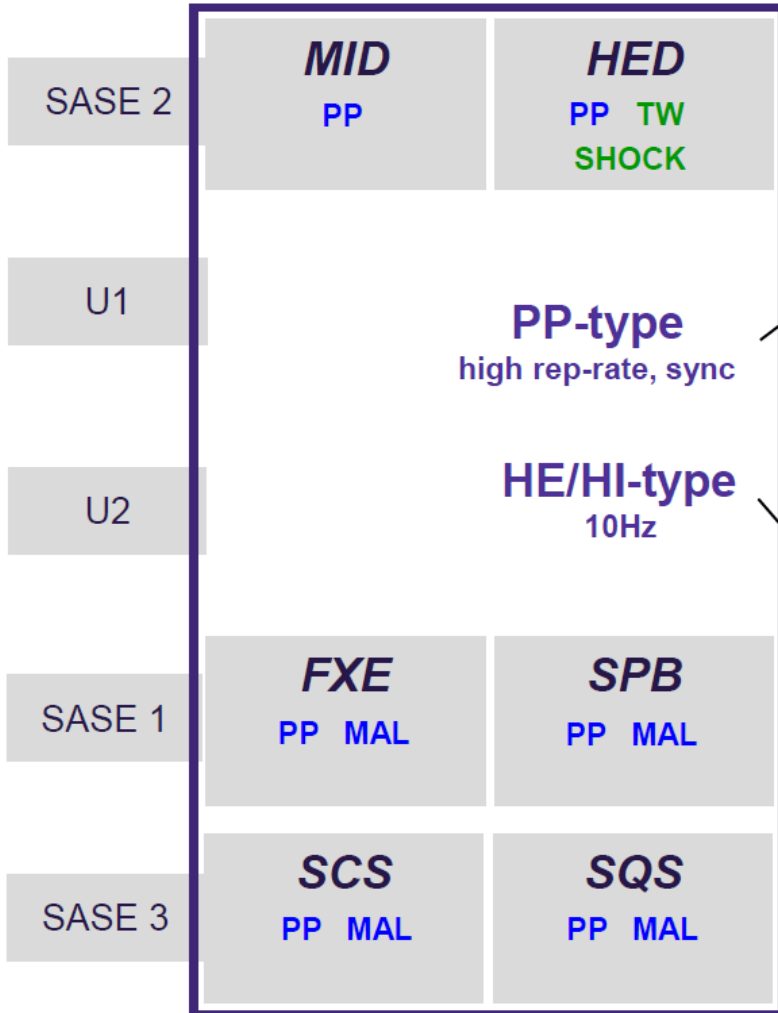 SASE 2
MID
PP
HED
PP TW
SHOCK
U1
PP-type
high rep-rate, sync
U2
HE/HI-type
10Hz
SASE 1
FXE
PP MAL
SPB
PP MAL
SASE 3
SCS
PP MAL
SQS
PP MAL